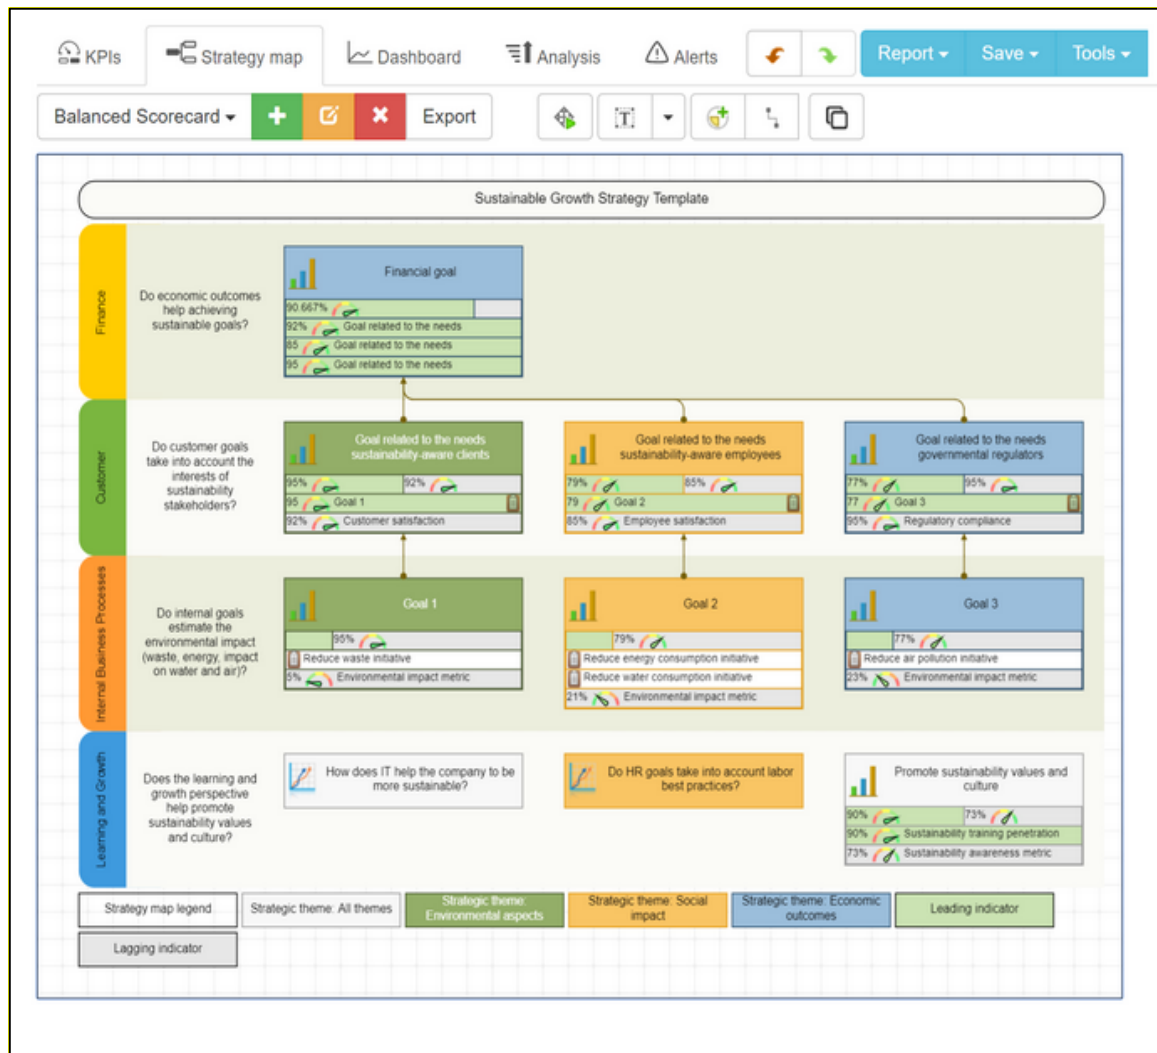 KPIs
Strategy map
Dashboard
Analysis
Alerts
Report
Save
Tools
Balanced Scorecard
Export
Sustainable Growth Strategy Template
Finance
Do economic outcomes
help achieving
sustainable goals?
Financial goal
90.667%
92% Goal related to the needs
85 Goal related to the needs
95 Goal related to the needs
Customer
Do customer goals
take into account the
interests of
sustainability
stakeholders?
Goal related to the needs
sustainability-aware clients
95% 92%
95 Goal 1
92% Customer satisfaction
Goal related to the needs
sustainability-aware employees
79% 85%
79 Goal 2
85% Employee satisfaction
Goal related to the needs
governmental regulators
77% 95%
77 Goal 3
95% Regulatory compliance
Internal Business Processes
Do internal goals
estimate the
environmental impact
(waste, energy, impact
on water and air)?
Goal 1
95%
Reduce waste initiative
5% Environmental impact metric
Goal 2
79%
Reduce energy consumption initiative
Reduce water consumption initiative
21% Environmental impact metric
Goal 3
77%
Reduce air pollution initiative
23% Environmental impact metric
Learning and Growth
Does the learning and
growth perspective
help promote
sustainability values
and culture?
How does IT help the company to be
more sustainable?
Do HR goals take into account labor
best practices?
Promote sustainability values and
culture
90% 73%
90% Sustainability training penetration
73% Sustainability awareness metric
Strategy map legend
Strategic theme: All themes
Strategic theme:
Environmental aspects
Strategic theme: Social
impact
Strategic theme: Economic
outcomes
Leading indicator
Lagging indicator